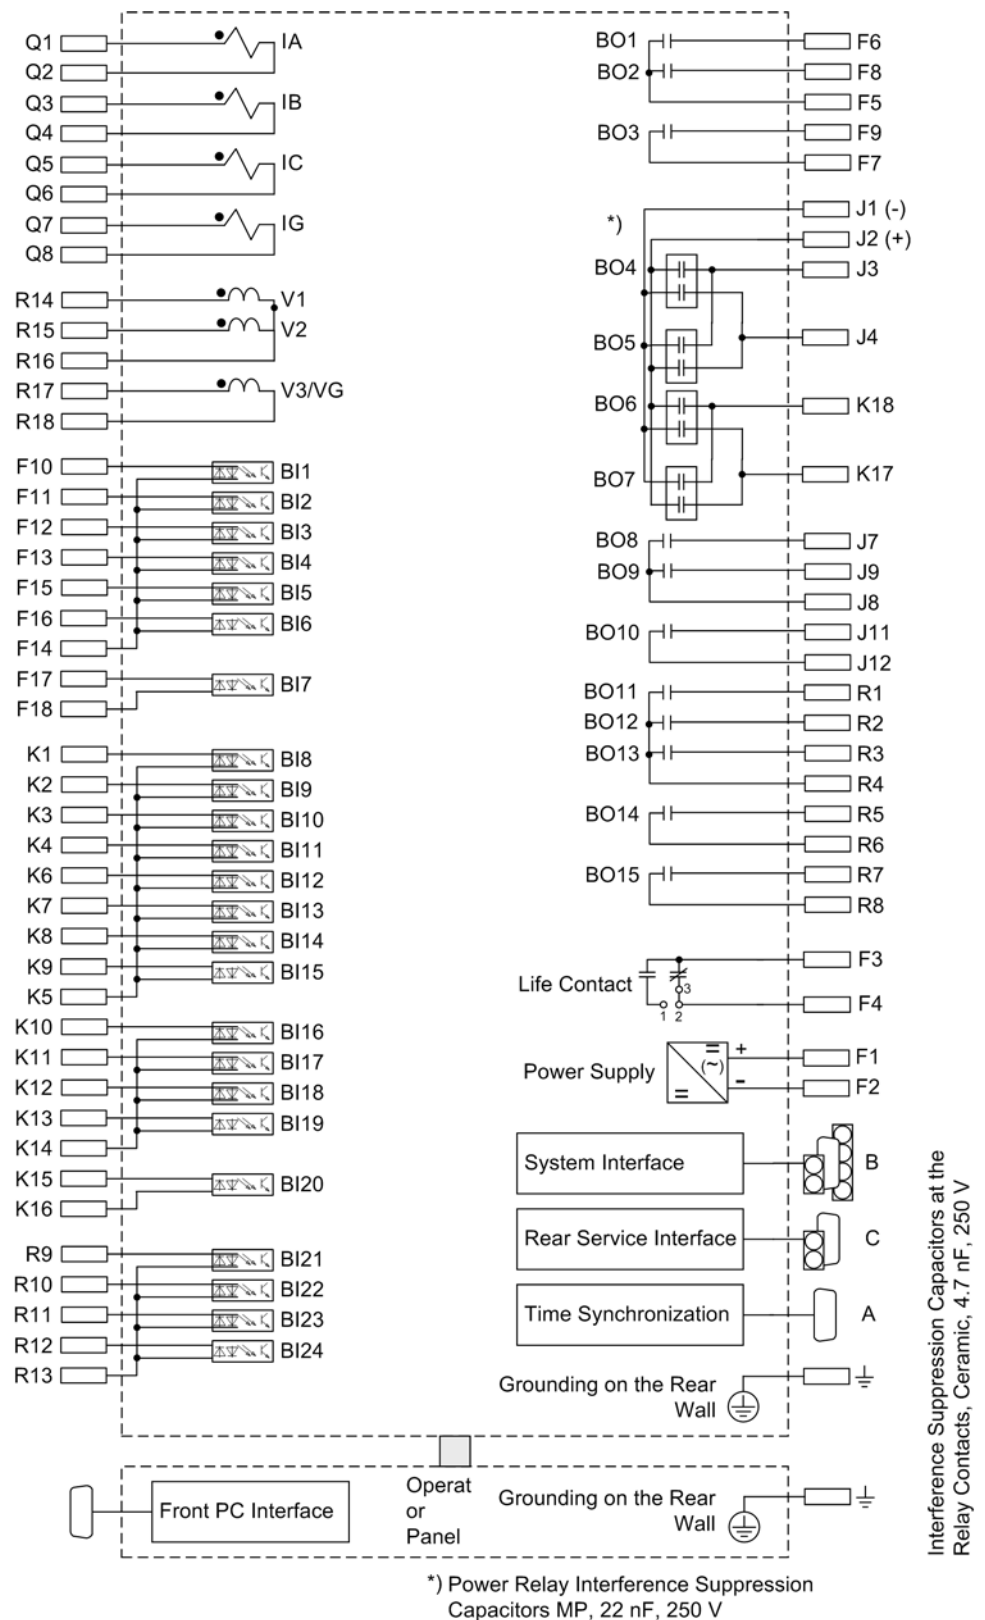 Q1 IA BO1 F6
Q2 BO2 F8
Q3 IB F5
Q4 BO3 F9
Q5 IC F7
Q6
Q7 IG J1 (-)
*)
Q8 J2 (+)
BO4 J3
R14 V1
R15 V2 BO5 J4
R16
R17 V3/VG BO6 K18
R18
F10 BI1 BO7 K17
F11 BI2
F12 BI3 BO8 J7
F13 BI4 BO9 J9
F15 BI5 J8
F16 BI6 BO10 J11
F14 J12
F17 BI7 BO11 R1
F18 BO12 R2
K1 BI8 BO13 R3
K2 BI9 R4
K3 BI10 BO14 R5
K4 BI11 R6
K6 BI12 BO15 R7
K7 BI13 R8
K8 BI14
K9 BI15 F3
Life Contact 3
K5 1 2 F4
K10 BI16
K11 BI17 Power Supply = (~) = + F1
K12 BI18 - F2
K13 BI19
K14
K15 BI20 System Interface B
K16
R9 BI21 Rear Service Interface C
R10 BI22
R11 BI23 Time Synchronization A
R12 BI24
R13
Grounding on the Rear
Wall
Operat
or
Panel
Front PC Interface
Grounding on the Rear
Wall
*) Power Relay Interference Suppression
Capacitors MP, 22 nF, 250 V
Interference Suppression Capacitors at the
Relay Contacts, Ceramic, 4.7 nF, 250 V